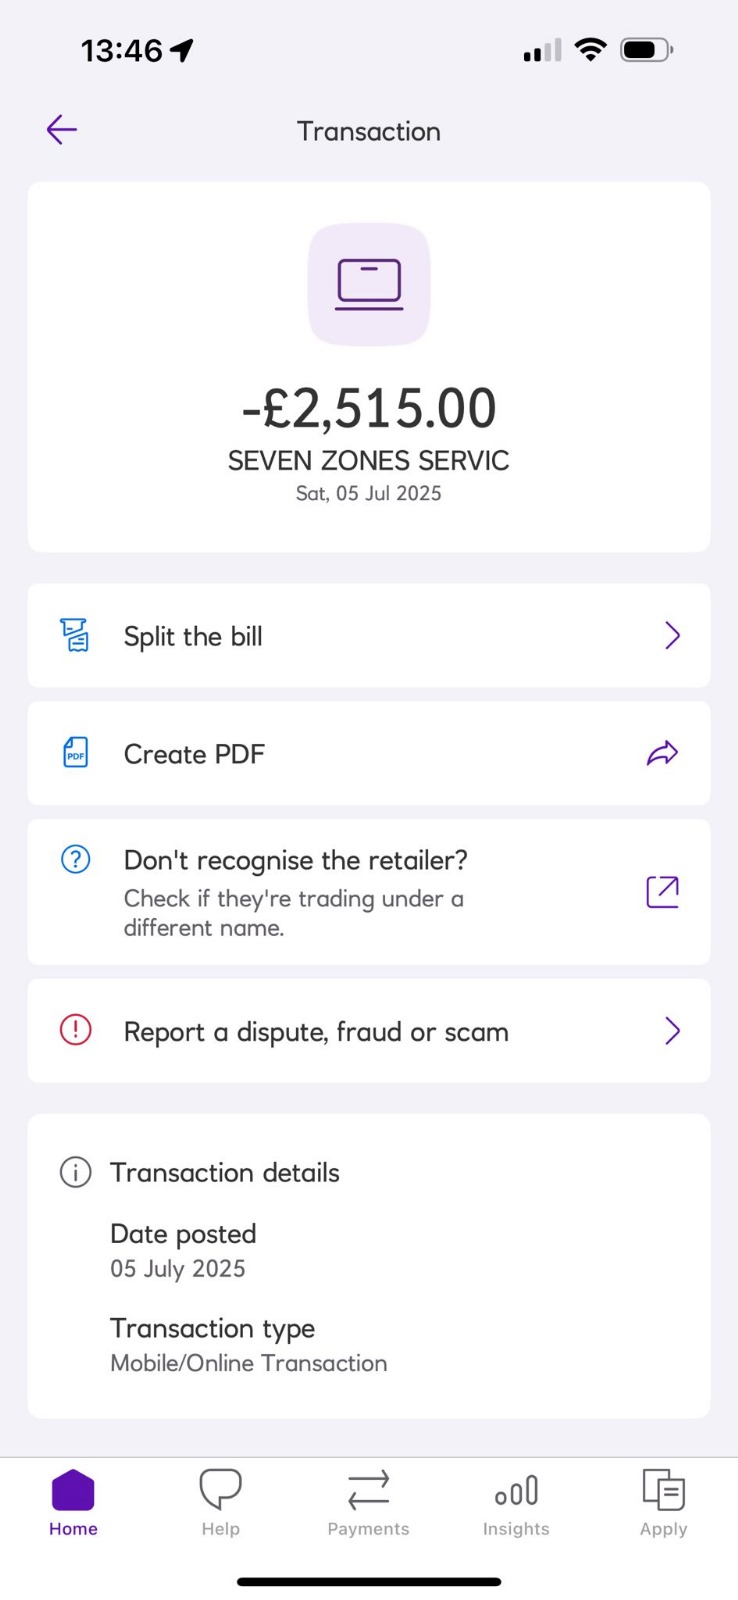 13:46
Transaction
-£2,515.00
SEVEN ZONES SERVIC
Sat, 05 Jul 2025
Split the bill
PDF
Create PDF
Don't recognise the retailer?
Check if they're trading under a
different name.
Report a dispute, fraud or scam
Transaction details
Date posted
05 July 2025
Transaction type
Mobile/Online Transaction
Home
Help
Payments
Insights
Apply